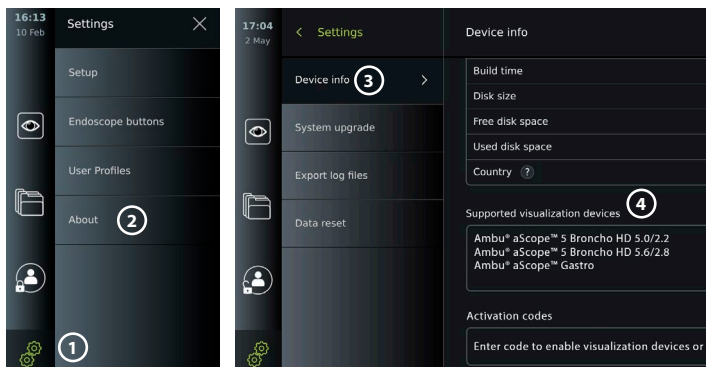 16:13
10 Feb
Settings
Setup
Endoscope buttons
User Profiles
About
2
1
17:04
2 May
Settings
Device info
3
System upgrade
Export log files
Data reset
Device info
Build time
Disk size
Free disk space
Used disk space
Country ?
Supported visualization devices
4
Ambu® aScope™ 5 Broncho HD 5.0/2.2
Ambu® aScope™ 5 Broncho HD 5.6/2.8
Ambu® aScope™ Gastro
Activation codes
Enter code to enable visualization devices or